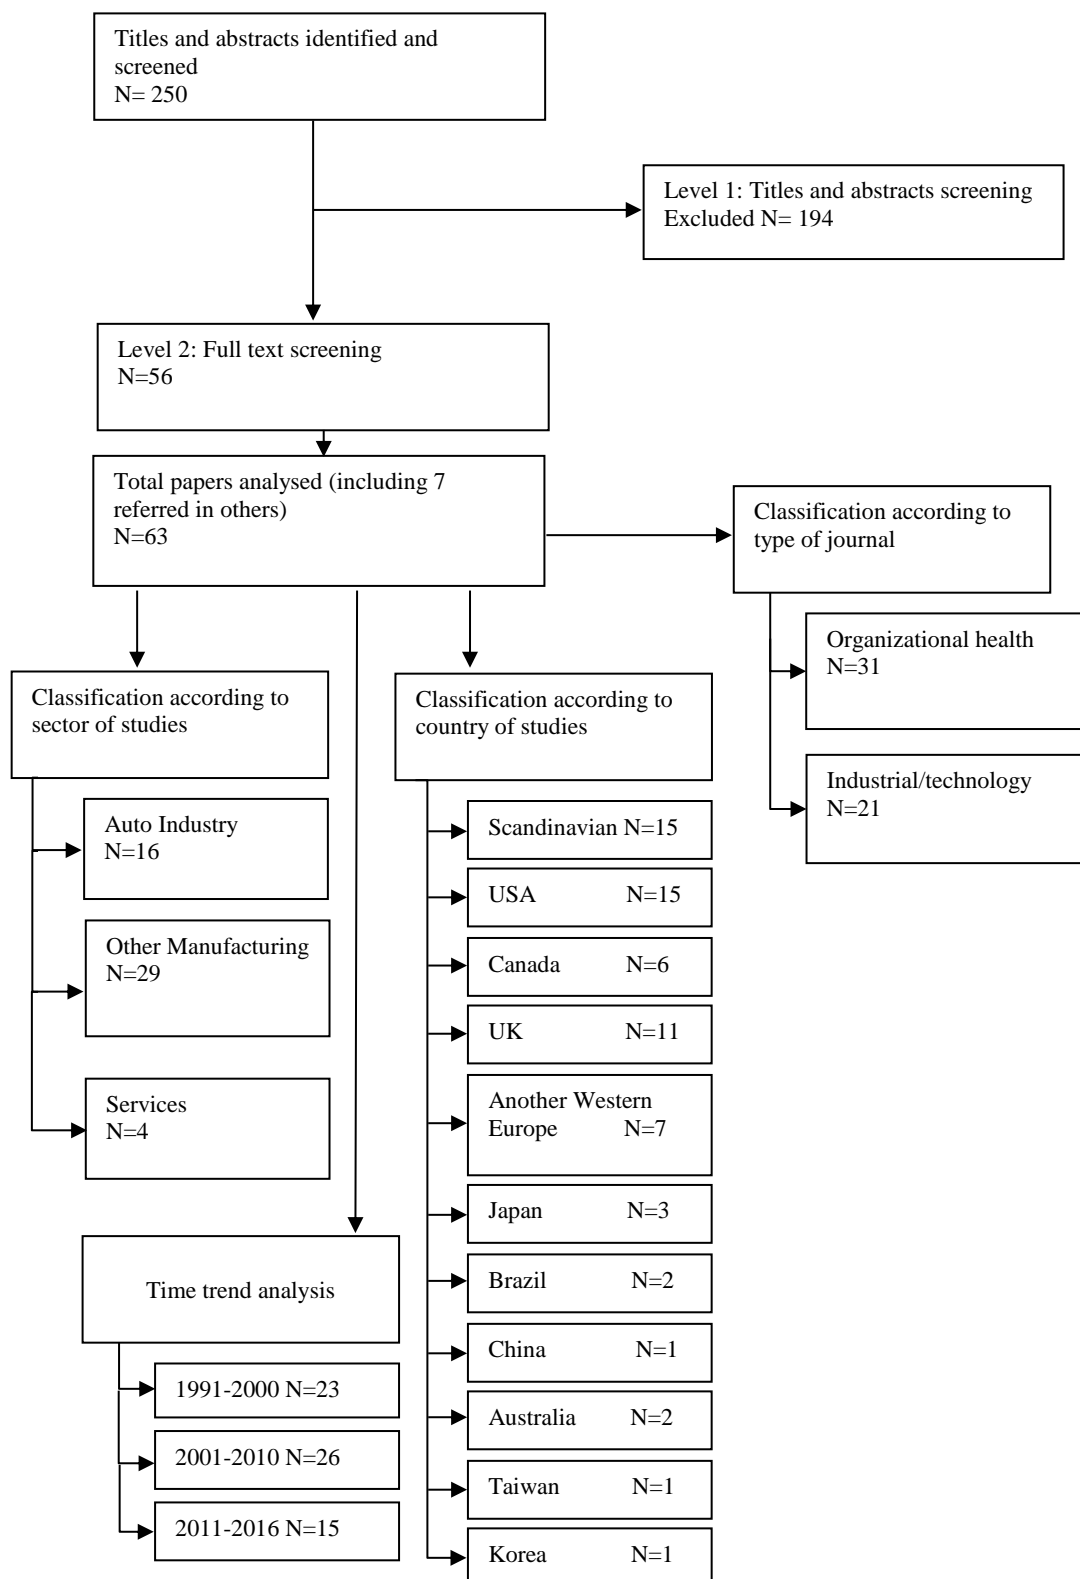 Titles and abstracts identified and
screened
N= 250
Level 1: Titles and abstracts screening
Excluded N= 194
Level 2: Full text screening
N=56
Total papers analysed (including 7
referred in others)
N=63
Classification according to
type of journal
Organizational health
N=31
Industrial/technology
N=21
Classification according to
sector of studies
Auto Industry
N=16
Other Manufacturing
N=29
Services
N=4
Classification according to
country of studies
Scandinavian N=15
USA N=15
Canada N=6
UK N=11
Another Western
Europe N=7
Japan N=3
Brazil N=2
China N=1
Australia N=2
Taiwan N=1
Korea N=1
Time trend analysis
1991-2000 N=23
2001-2010 N=26
2011-2016 N=15